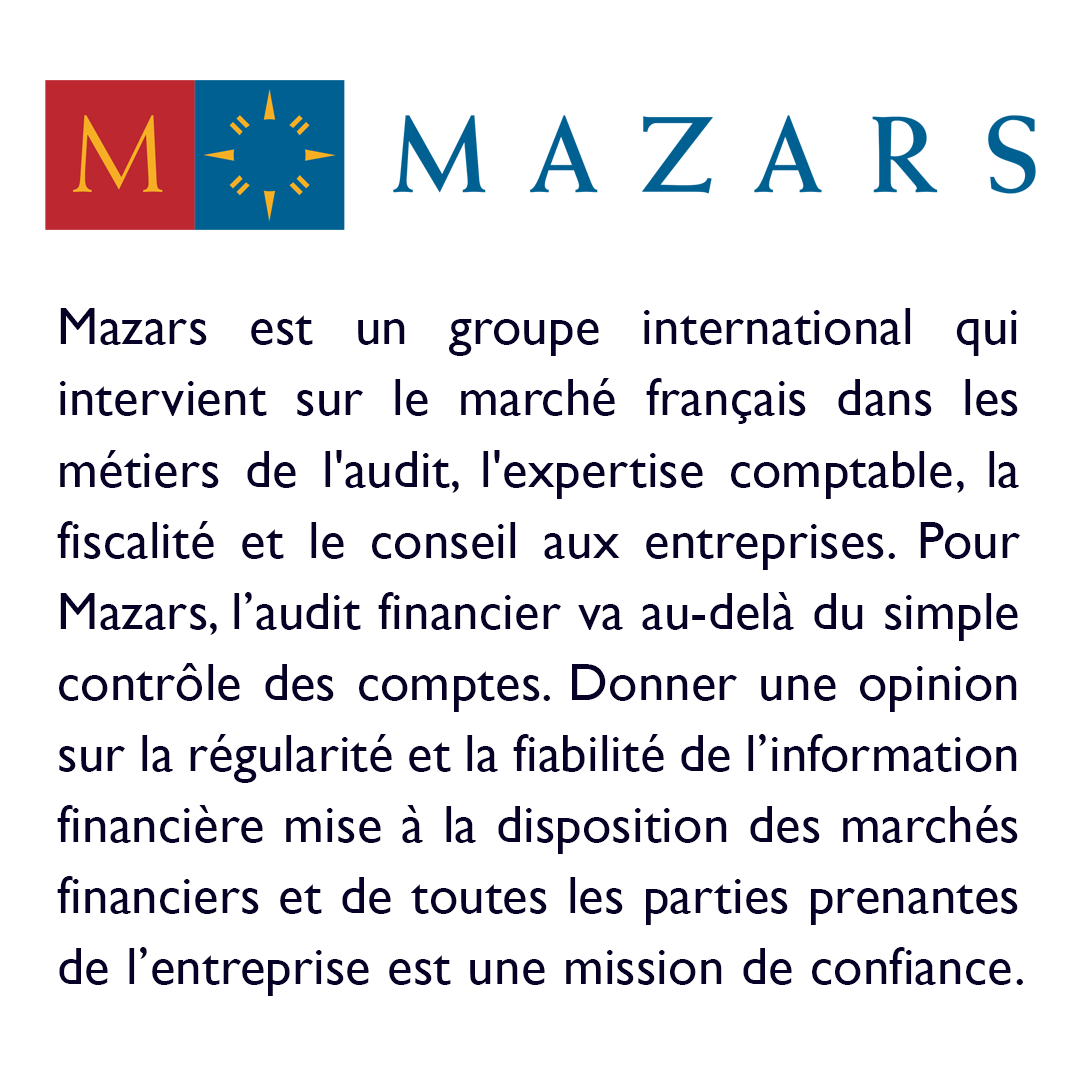 M MAZARS
Mazars est un groupe international qui
intervient sur le marché français dans les
métiers de l'audit, l'expertise comptable, la
fiscalité et le conseil aux entreprises. Pour
Mazars, l’audit financier va au-delà du simple
contrôle des comptes. Donner une opinion
sur la régularité et la fiabilité de l’information
financière mise à la disposition des marchés
financiers et de toutes les parties prenantes
de l’entreprise est une mission de confiance.